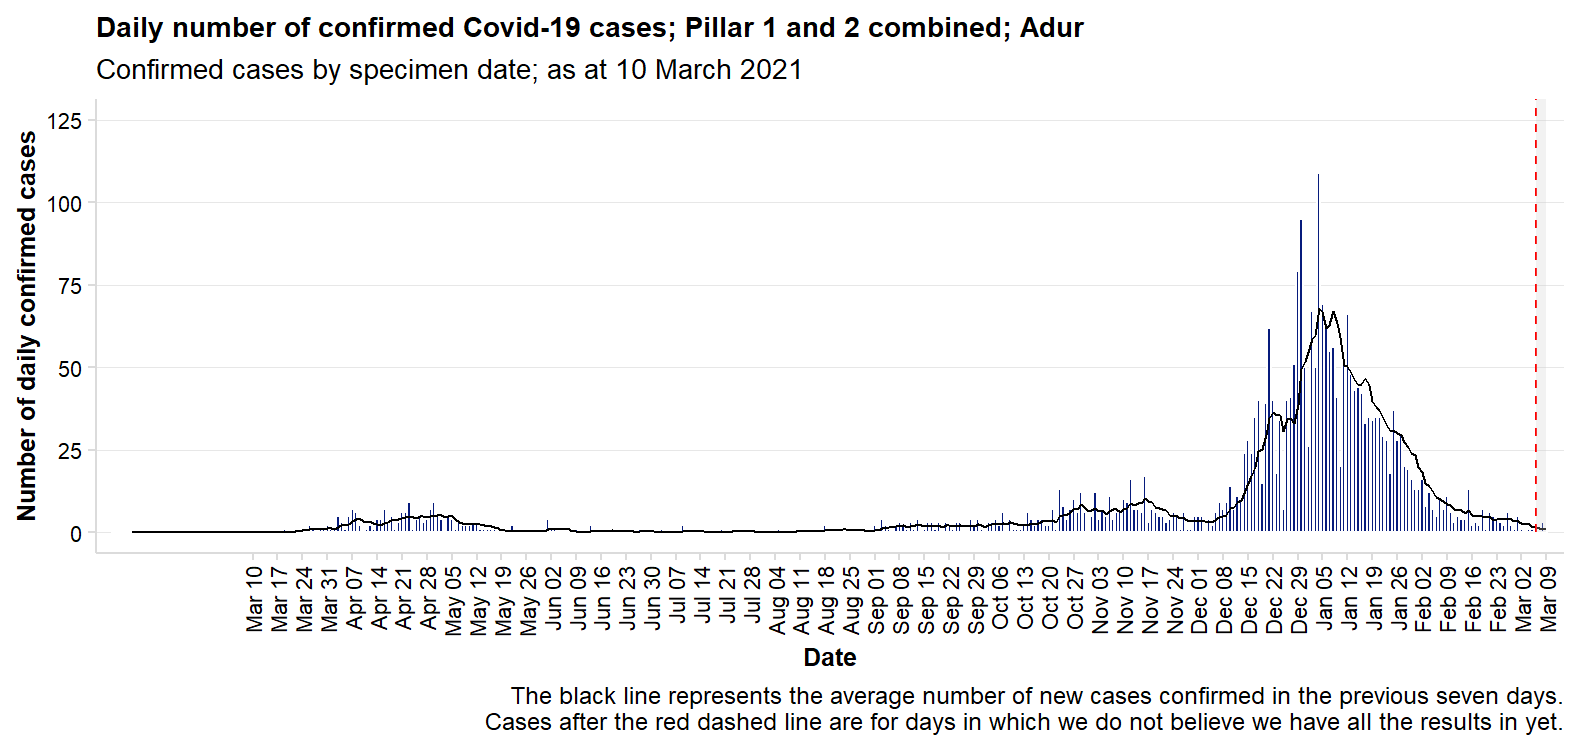 Daily number of confirmed Covid-19 cases; Pillar 1 and 2 combined; Adur
Confirmed cases by specimen date; as at 10 March 2021
Number of daily confirmed cases
125
100
75
50
25
0
Mar 10
Mar 17
Mar 24
Mar 31
Apr 07
Apr 14
Apr 21
Apr 28
May 05
May 12
May 19
May 26
Jun 02
Jun 09
Jun 16
Jun 23
Jun 30
Jul 07
Jul 14
Jul 21
Jul 28
Aug 04
Aug 11
Aug 18
Aug 25
Sep 01
Sep 08
Sep 15
Sep 22
Sep 29
Oct 06
Oct 13
Oct 20
Oct 27
Nov 03
Nov 10
Nov 17
Nov 24
Dec 01
Dec 08
Dec 15
Dec 22
Dec 29
Jan 05
Jan 12
Jan 19
Jan 26
Feb 02
Feb 09
Feb 16
Feb 23
Mar 02
Mar 09
Date
The black line represents the average number of new cases confirmed in the previous seven days.
Cases after the red dashed line are for days in which we do not believe we have all the results in yet.